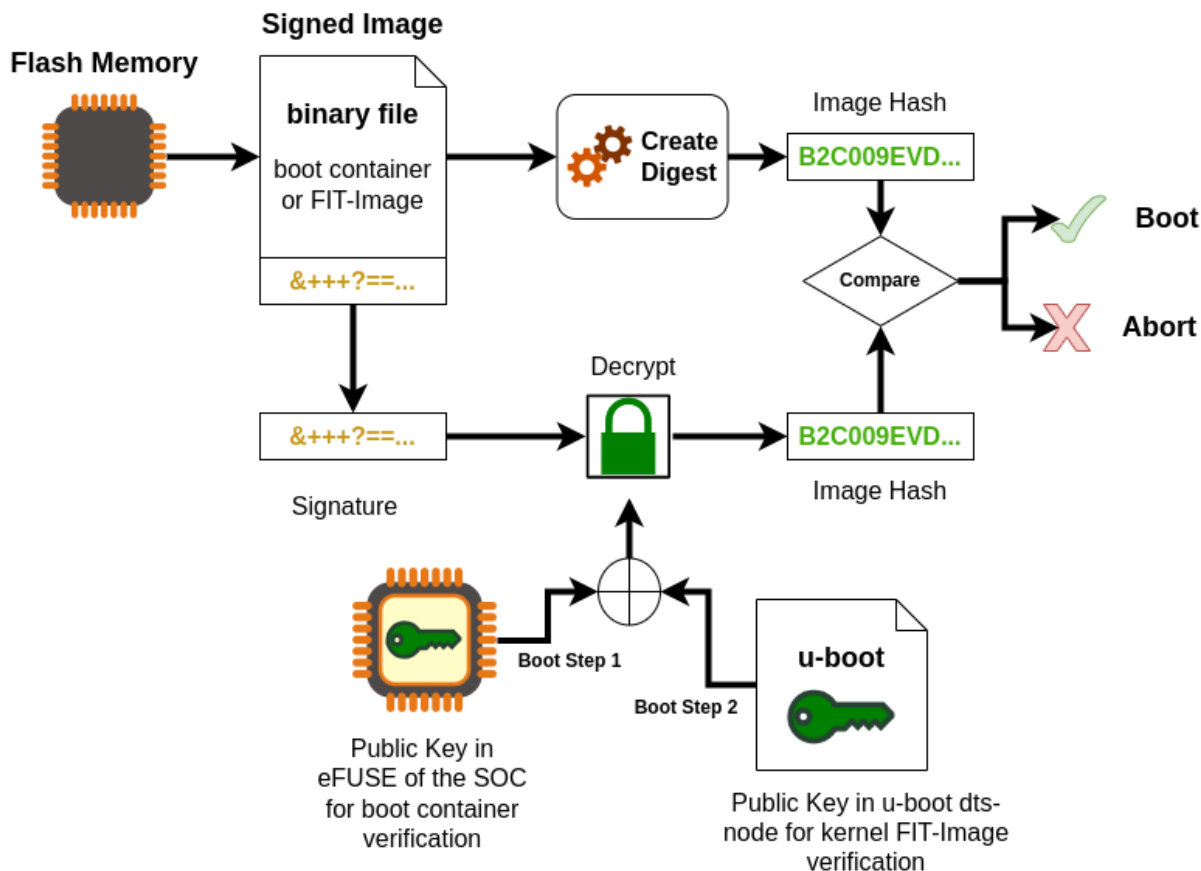 Signed Image
Flash Memory
binary file
boot container
or FIT-Image
&+++?==...
Create
Digest
Image Hash
B2C009EVD...
Compare
Boot
Abort
&+++?==...
Signature
Decrypt
B2C009EVD...
Image Hash
Boot Step 1
Public Key in
eFUSE of the SOC
for boot container
verification
Boot Step 2
u-boot
Public Key in u-boot dts-
node for kernel FIT-Image
verification